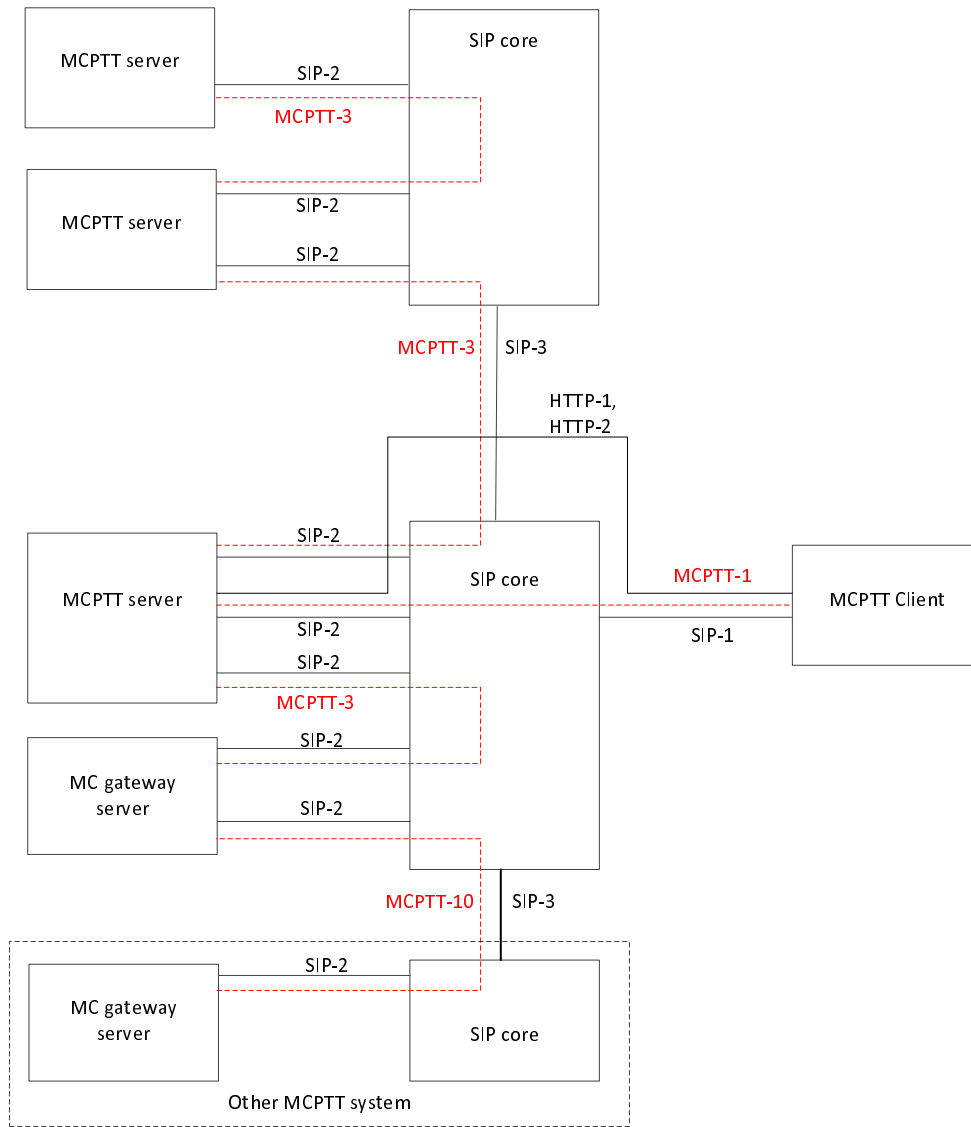 MCPTT server
SIP core
SIP-2
MCPTT-3
MCPTT server
SIP-2
SIP-2
MCPTT-3
SIP-3
HTTP-1,
HTTP-2
SIP-2
MCPTT server
SIP core
MCPTT-1
MCPTT Client
SIP-2
SIP-1
SIP-2
MCPTT-3
SIP-2
MC gateway
server
SIP-2
MCPTT-10
SIP-3
SIP-2
MC gateway
server
SIP core
Other MCPTT system